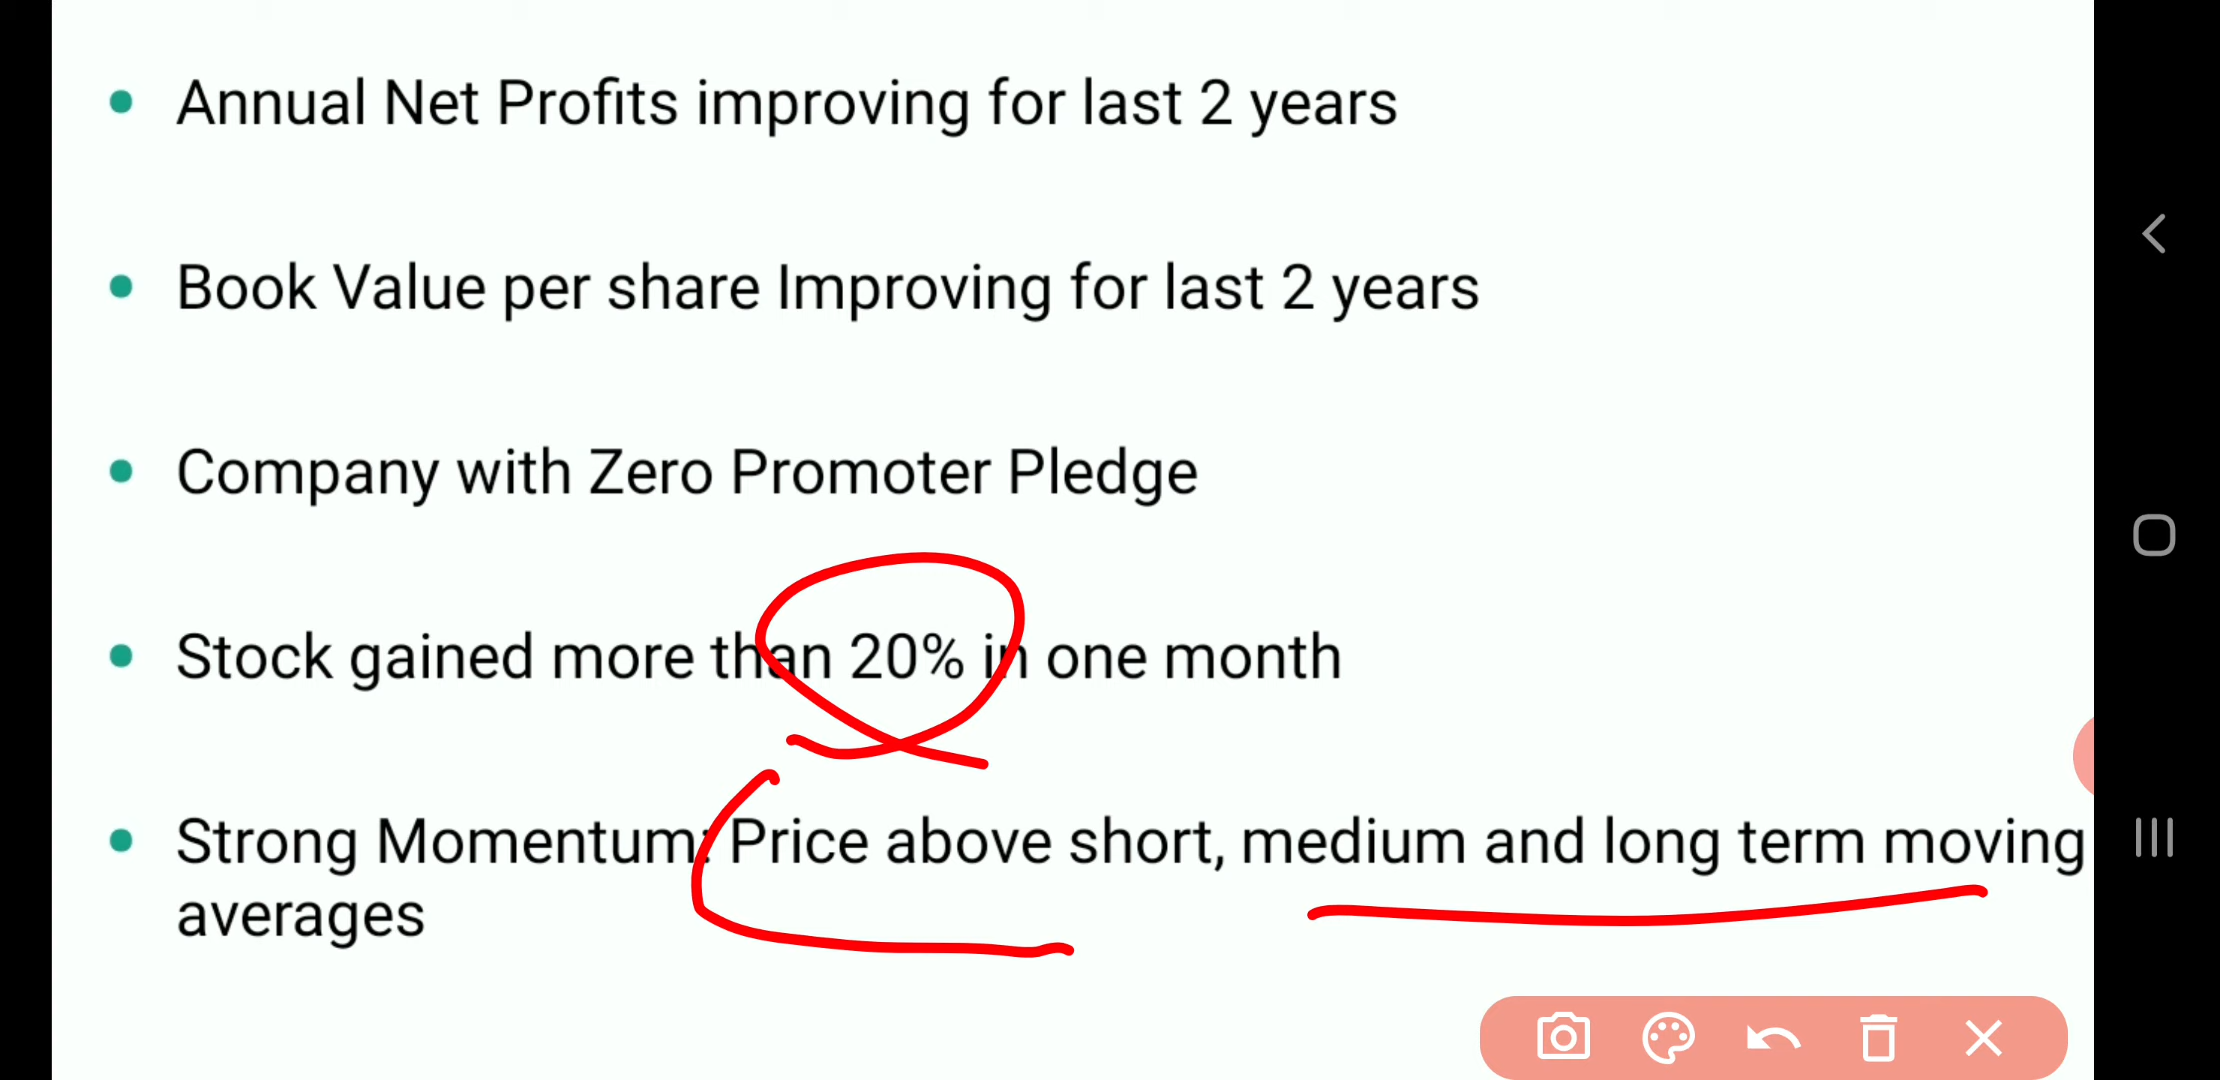 Annual Net Profits improving for last 2 years
Book Value per share Improving for last 2 years
Company with Zero Promoter Pledge
Stock gained more than 20% in one month
Strong Momentum: Price above short, medium and long term moving
averages